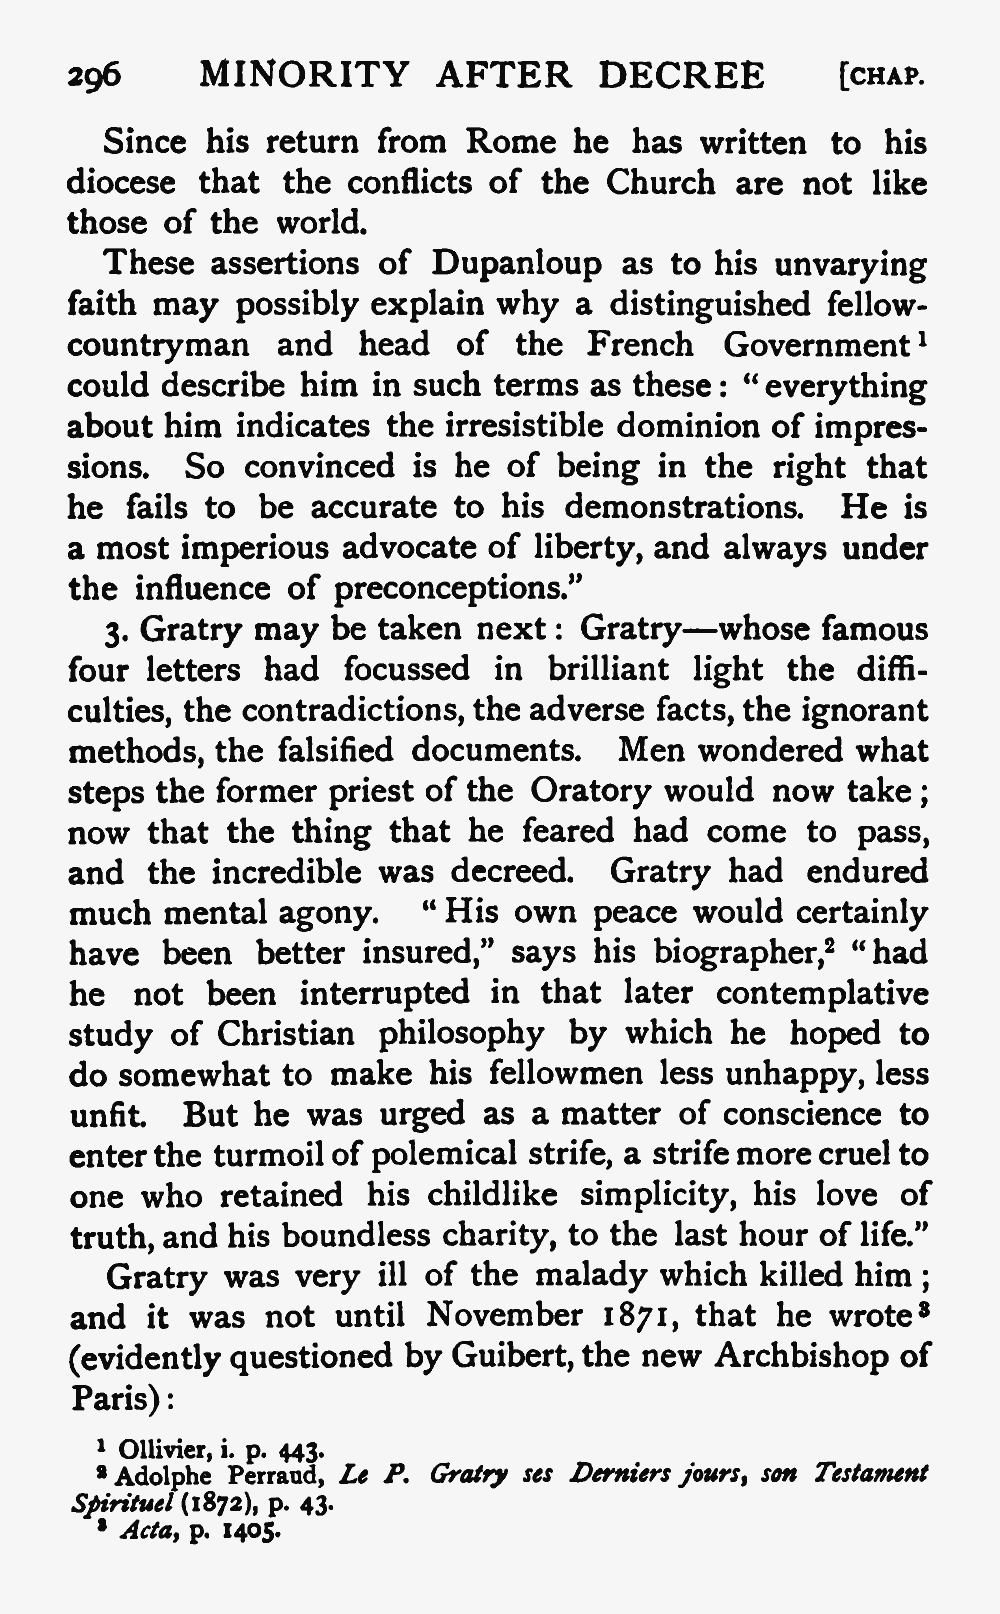 296 MINORITY AFTER DECREE [CHAP.
Since his return from Rome he has written to his
diocese that the conflicts of the Church are not like
those of the world.
These assertions of Dupanloup as to his unvarying
faith may possibly explain why a distinguished fellow-
countryman and head of the French Government¹
could describe him in such terms as these: “everything
about him indicates the irresistible dominion of impres-
sions. So convinced is he of being in the right that
he fails to be accurate to his demonstrations. He is
a most imperious advocate of liberty, and always under
the influence of preconceptions.”
3. Gratry may be taken next: Gratry—whose famous
four letters had focussed in brilliant light the diffi-
culties, the contradictions, the adverse facts, the ignorant
methods, the falsified documents. Men wondered what
steps the former priest of the Oratory would now take;
now that the thing that he feared had come to pass,
and the incredible was decreed. Gratry had endured
much mental agony. “His own peace would certainly
have been better insured,” says his biographer,² “had
he not been interrupted in that later contemplative
study of Christian philosophy by which he hoped to
do somewhat to make his fellowmen less unhappy, less
unfit. But he was urged as a matter of conscience to
enter the turmoil of polemical strife, a strife more cruel to
one who retained his childlike simplicity, his love of
truth, and his boundless charity, to the last hour of life.”
Gratry was very ill of the malady which killed him;
and it was not until November 1871, that he wrote³
(evidently questioned by Guibert, the new Archbishop of
Paris):
¹ Ollivier, i. p. 443.
² Adolphe Perraud, Le P. Gratry ses Derniers jours, son Testament
Spirituel (1872), p. 43.
³ Acta, p. 1405.